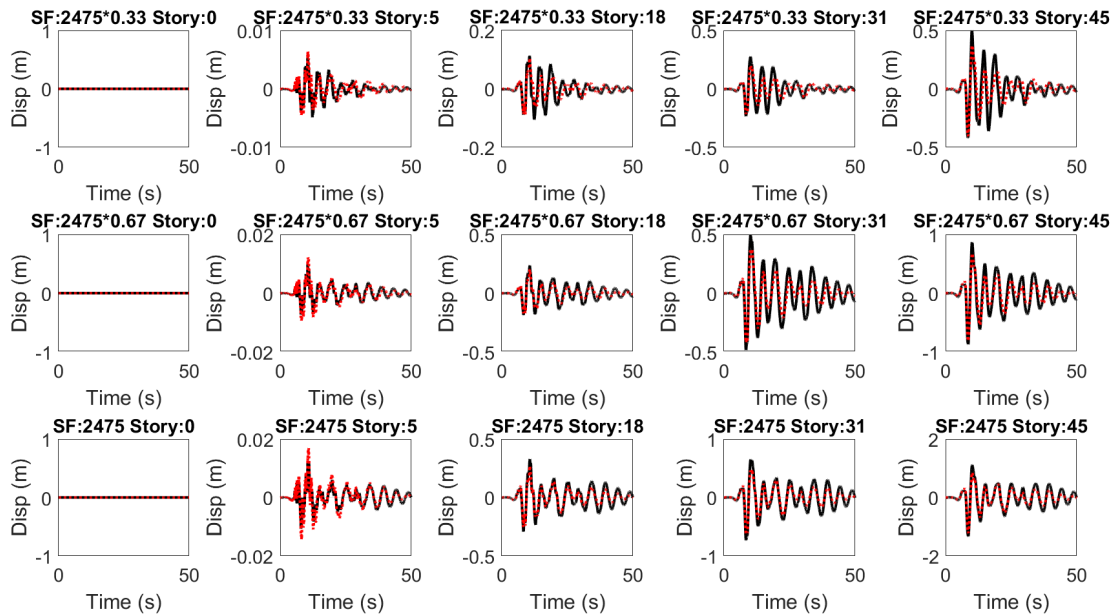 SF:2475*0.33 Story:0 SF:2475*0.33 Story:5 SF:2475*0.33 Story:18 SF:2475*0.33 Story:31 SF:2475*0.33 Story:45
1 0.01 0.2 0.5 0.5
Disp (m) Disp (m) Disp (m) Disp (m) Disp (m)
0 0 0 0 0
-1 -0.01 -0.2 -0.5 -0.5
0 50 0 50 0 50 0 50 0 50
Time (s) Time (s) Time (s) Time (s) Time (s)
SF:2475*0.67 Story:0 SF:2475*0.67 Story:5 SF:2475*0.67 Story:18 SF:2475*0.67 Story:31 SF:2475*0.67 Story:45
1 0.02 0.5 0.5 1
Disp (m) Disp (m) Disp (m) Disp (m) Disp (m)
0 0 0 0 0
-1 -0.02 -0.5 -0.5 -1
0 50 0 50 0 50 0 50 0 50
Time (s) Time (s) Time (s) Time (s) Time (s)
SF:2475 Story:0 SF:2475 Story:5 SF:2475 Story:18 SF:2475 Story:31 SF:2475 Story:45
1 0.02 0.5 1 2
Disp (m) Disp (m) Disp (m) Disp (m) Disp (m)
0 0 0 0 0
-1 -0.02 -0.5 -1 -2
0 50 0 50 0 50 0 50 0 50
Time (s) Time (s) Time (s) Time (s) Time (s)